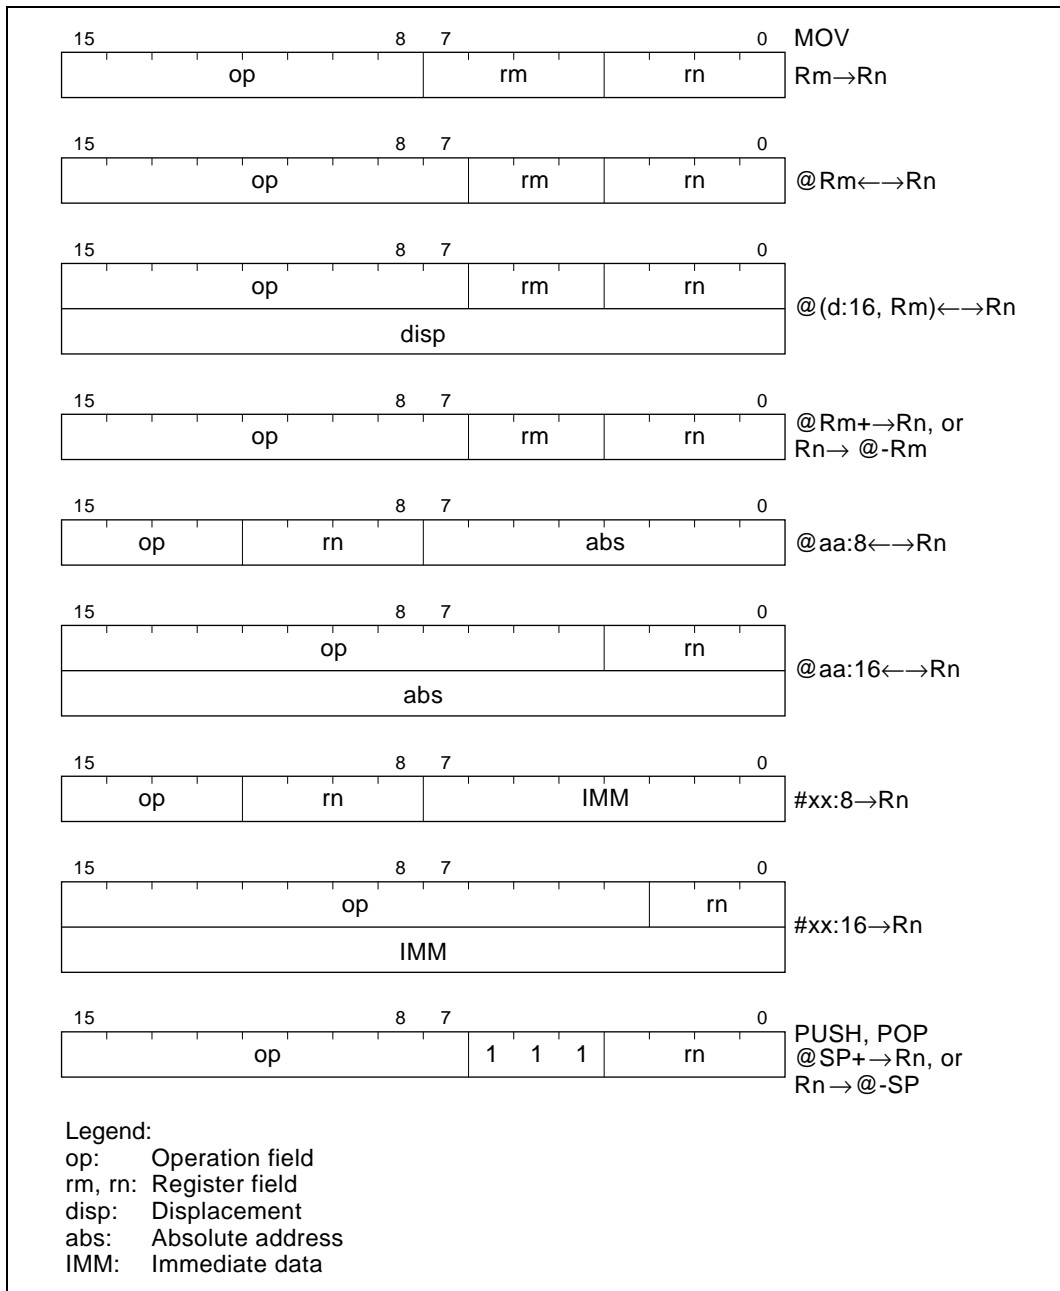 15 8 7 0 MOV
op rm rn Rm→Rn
15 8 7 0
op rm rn @Rm←→Rn
15 8 7 0
op rm rn
@(d:16, Rm)←→Rn
disp
15 8 7 0
@Rm+→Rn, or
op rm rn
Rn→ @-Rm
15 8 7 0
op rn abs @aa:8←→Rn
15 8 7 0
op rn
@aa:16←→Rn
abs
15 8 7 0
op rn IMM #xx:8→Rn
15 8 7 0
op rn
#xx:16→Rn
IMM
15 8 7 0
PUSH, POP
op 1 1 1 rn @SP+→Rn, or
Rn→@-SP
Legend:
op: Operation field
rm, rn: Register field
disp: Displacement
abs: Absolute address
IMM: Immediate data